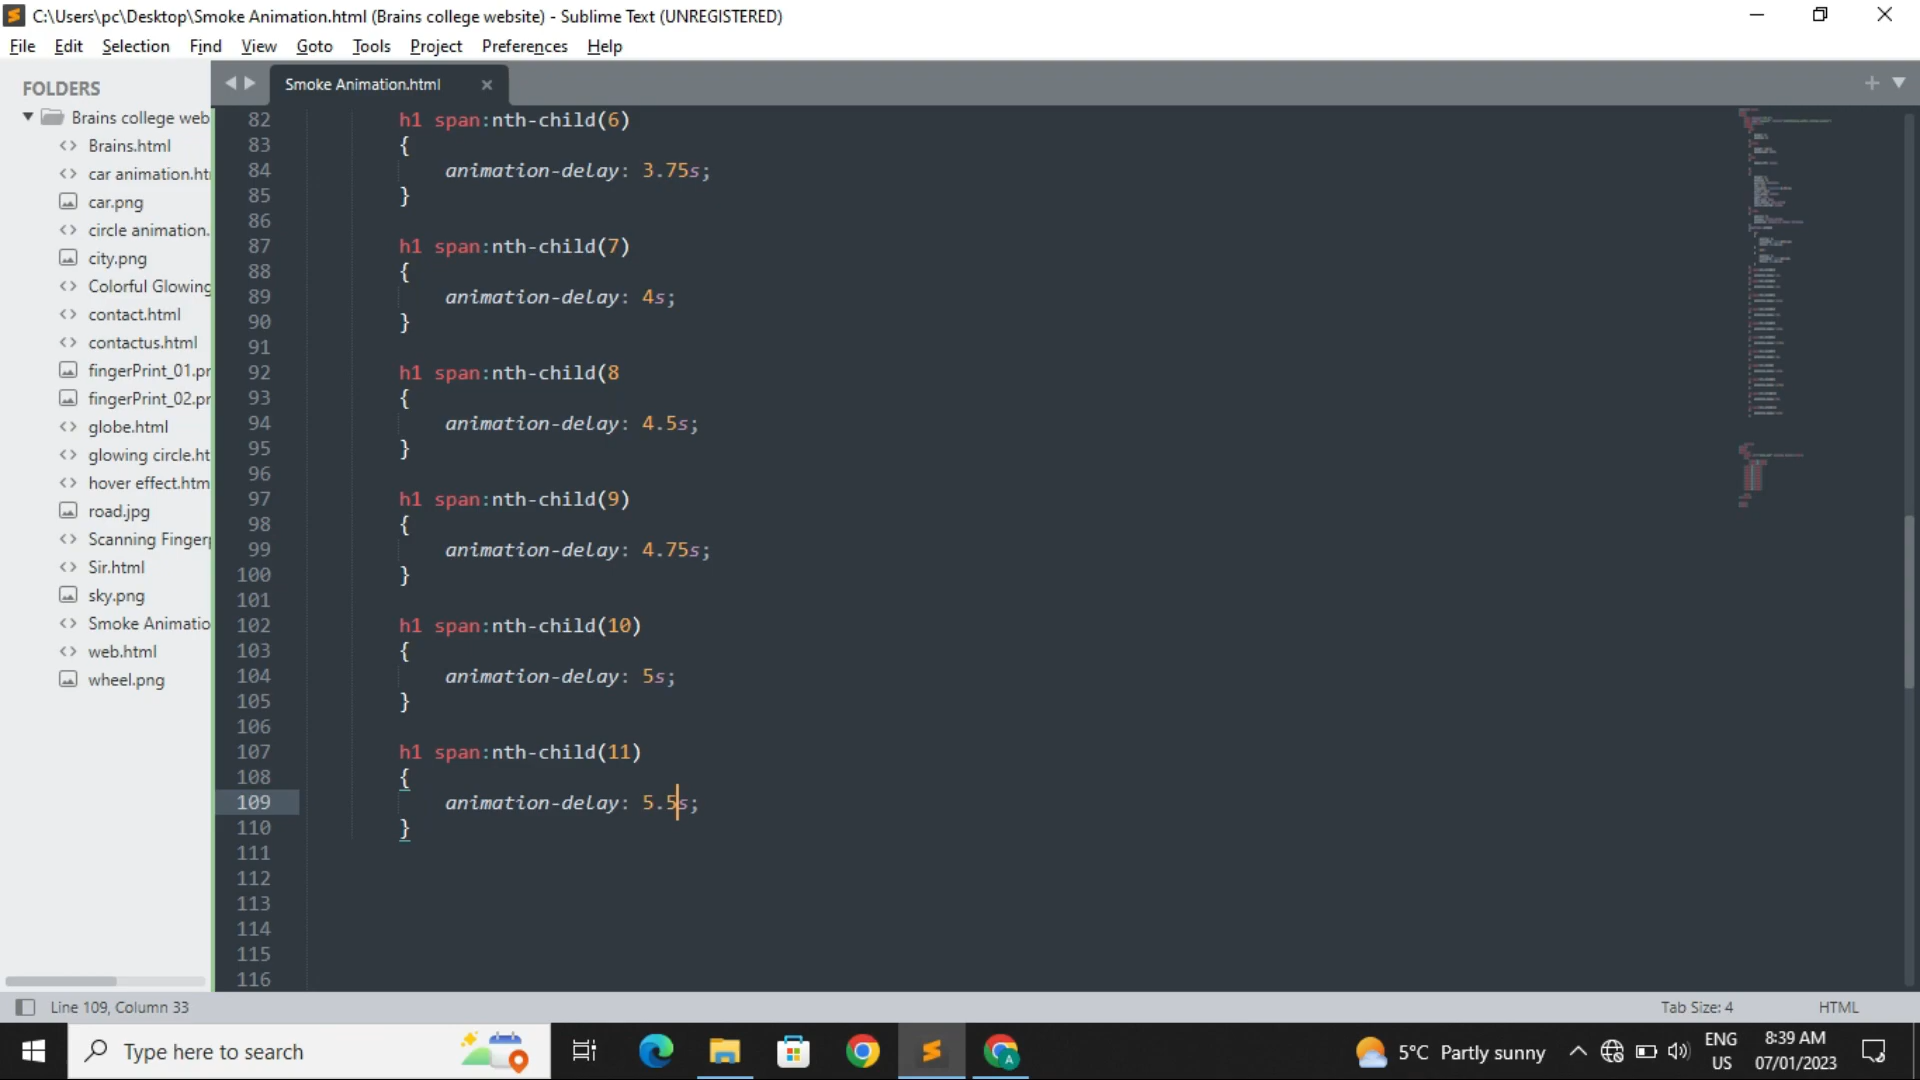 C:\Users\pc\Desktop\Smoke Animation.html (Brains college website) - Sublime Text (UNREGISTERED)
File Edit Selection Find View Goto Tools Project Preferences Help
FOLDERS
Brains college web
Brains.html
car animation.ht
car.png
circle animation.
city.png
Colorful Glowing
contact.html
contactus.html
fingerPrint_01.pr
fingerPrint_02.pr
globe.html
glowing circle.ht
hover effect.htm
road.jpg
Scanning Finger
Sir.html
sky.png
Smoke Animatio
web.html
wheel.png
Smoke Animation.html
82 h1 span:nth-child(6)
83 {
84 animation-delay: 3.75s;
85 }
86
87 h1 span:nth-child(7)
88 {
89 animation-delay: 4s;
90 }
91
92 h1 span:nth-child(8
93 {
94 animation-delay: 4.5s;
95 }
96
97 h1 span:nth-child(9)
98 {
99 animation-delay: 4.75s;
100 }
101
102 h1 span:nth-child(10)
103 {
104 animation-delay: 5s;
105 }
106
107 h1 span:nth-child(11)
108 {
109 animation-delay: 5.5s;
110 }
111
112
113
114
115
116
Line 109, Column 33
Tab Size: 4
HTML
Type here to search
5°C Partly sunny
ENG
US
8:39 AM
07/01/2023